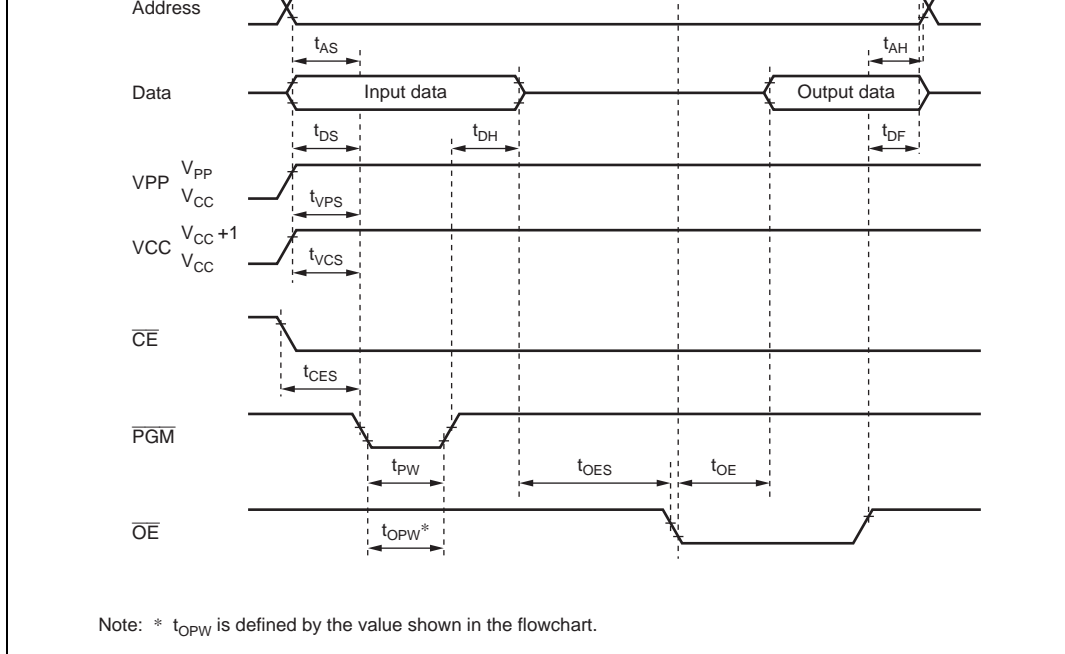 Address
tAS
tAH
Data
Input data
Output data
tDS
tDH
tDF
VPP
VPP
VCC
tVPS
VCC
VCC +1
VCC
tVCS
CE
tCES
PGM
tPW
tOES
tOE
OE
tOPW*
Note: * tOPW is defined by the value shown in the flowchart.